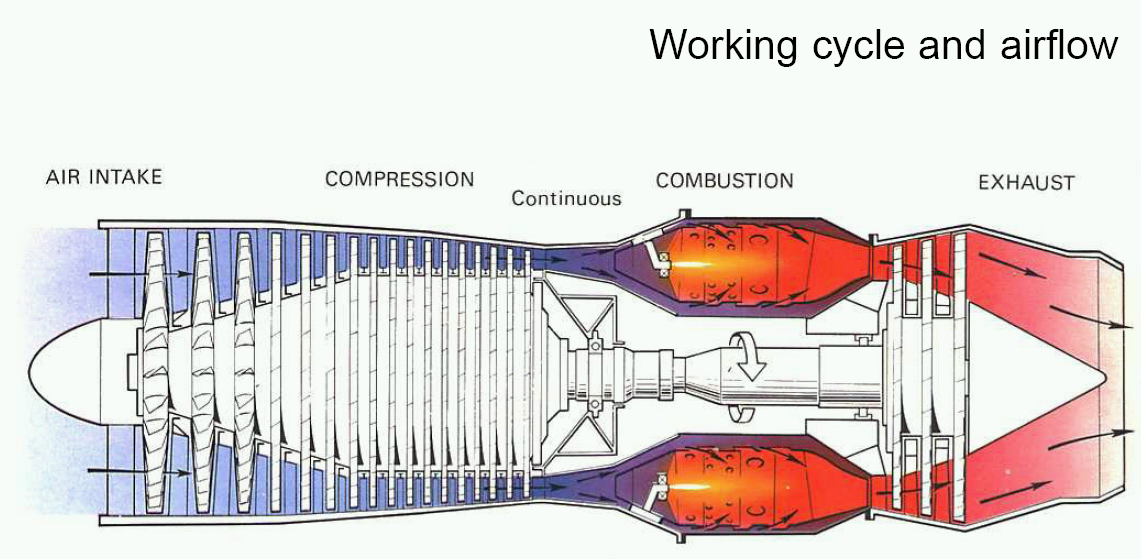 Working cycle and airflow
AIR INTAKE
COMPRESSION
Continuous
COMBUSTION
EXHAUST